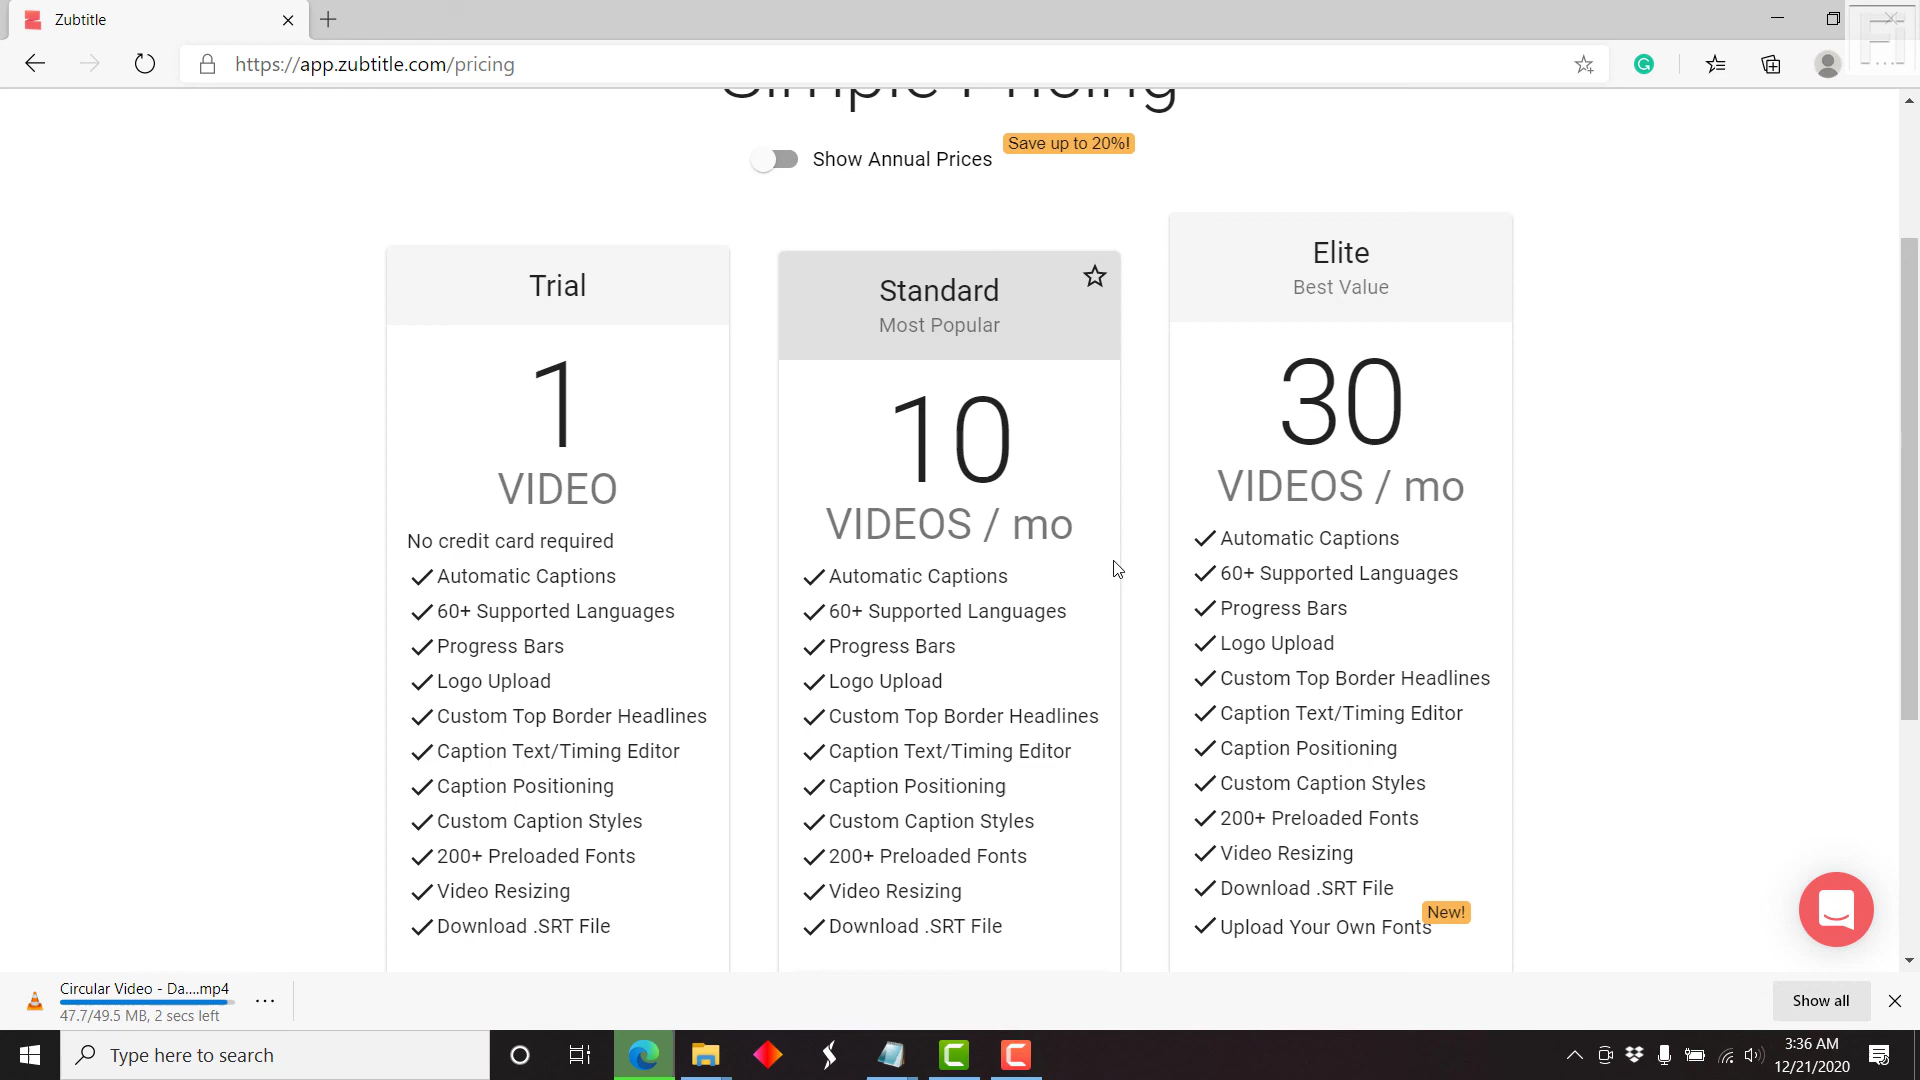 Zubtitle
https://app.zubtitle.com/pricing
Simple Pricing
Save up to 20%!
Show Annual Prices
Trial
1
VIDEO
No credit card required
Automatic Captions
60+ Supported Languages
Progress Bars
Logo Upload
Custom Top Border Headlines
Caption Text/Timing Editor
Caption Positioning
Custom Caption Styles
200+ Preloaded Fonts
Video Resizing
Download .SRT File
Standard
Most Popular
10
VIDEOS / mo
Automatic Captions
60+ Supported Languages
Progress Bars
Logo Upload
Custom Top Border Headlines
Caption Text/Timing Editor
Caption Positioning
Custom Caption Styles
200+ Preloaded Fonts
Video Resizing
Download .SRT File
Elite
Best Value
30
VIDEOS / mo
Automatic Captions
60+ Supported Languages
Progress Bars
Logo Upload
Custom Top Border Headlines
Caption Text/Timing Editor
Caption Positioning
Custom Caption Styles
200+ Preloaded Fonts
Video Resizing
Download .SRT File
New!
Upload Your Own Fonts
Circular Video - Da....mp4
47.7/49.5 MB, 2 secs left
Show all
Type here to search
3:36 AM
12/21/2020